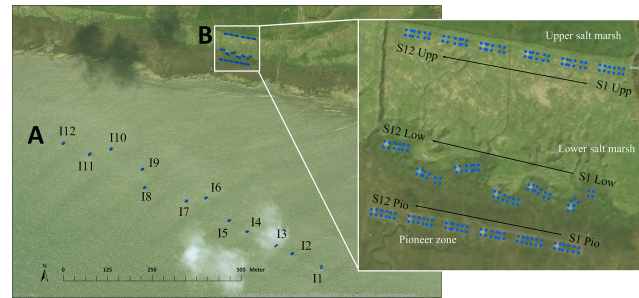 B
A
I12
I11
I10
I9
I8
I7
I6
I5
I4
I3
I2
I1
N
0 125 250 500 Meter
Upper salt marsh
S12 Upp
S1 Upp
S12 Low
Lower salt marsh
S1 Low
S12 Pio
S1 Pio
Pioneer zone